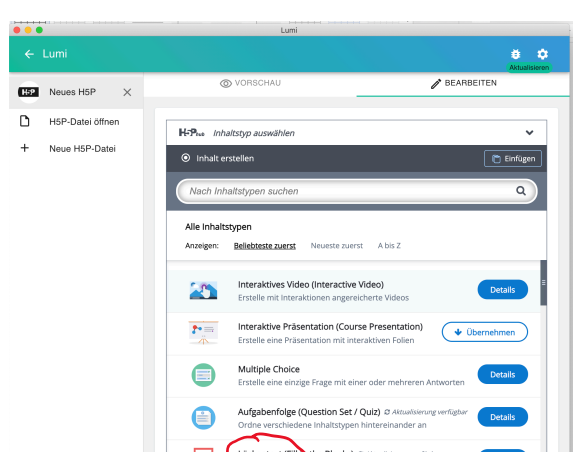 Lumi
← Lumi
Aktualisieren
H5P Neues H5P ×
VORSCHAU
BEARBEITEN
H5P-Datei öffnen
+ Neue H5P-Datei
H5P Hub Inhaltstyp auswählen
Inhalt erstellen
Einfügen
Nach Inhaltstypen suchen
Alle Inhaltstypen
Anzeigen: Beliebteste zuerst Neueste zuerst A bis Z
Interaktives Video (Interactive Video)
Erstelle mit Interaktionen angereicherte Videos
Details
Interaktive Präsentation (Course Presentation)
Erstelle eine Präsentation mit interaktiven Folien
Übernehmen
Multiple Choice
Erstelle eine einzige Frage mit einer oder mehreren Antworten
Details
Aufgabenfolge (Question Set / Quiz) Aktualisierung verfügbar
Ordne verschiedene Inhaltstypen hintereinander an
Details